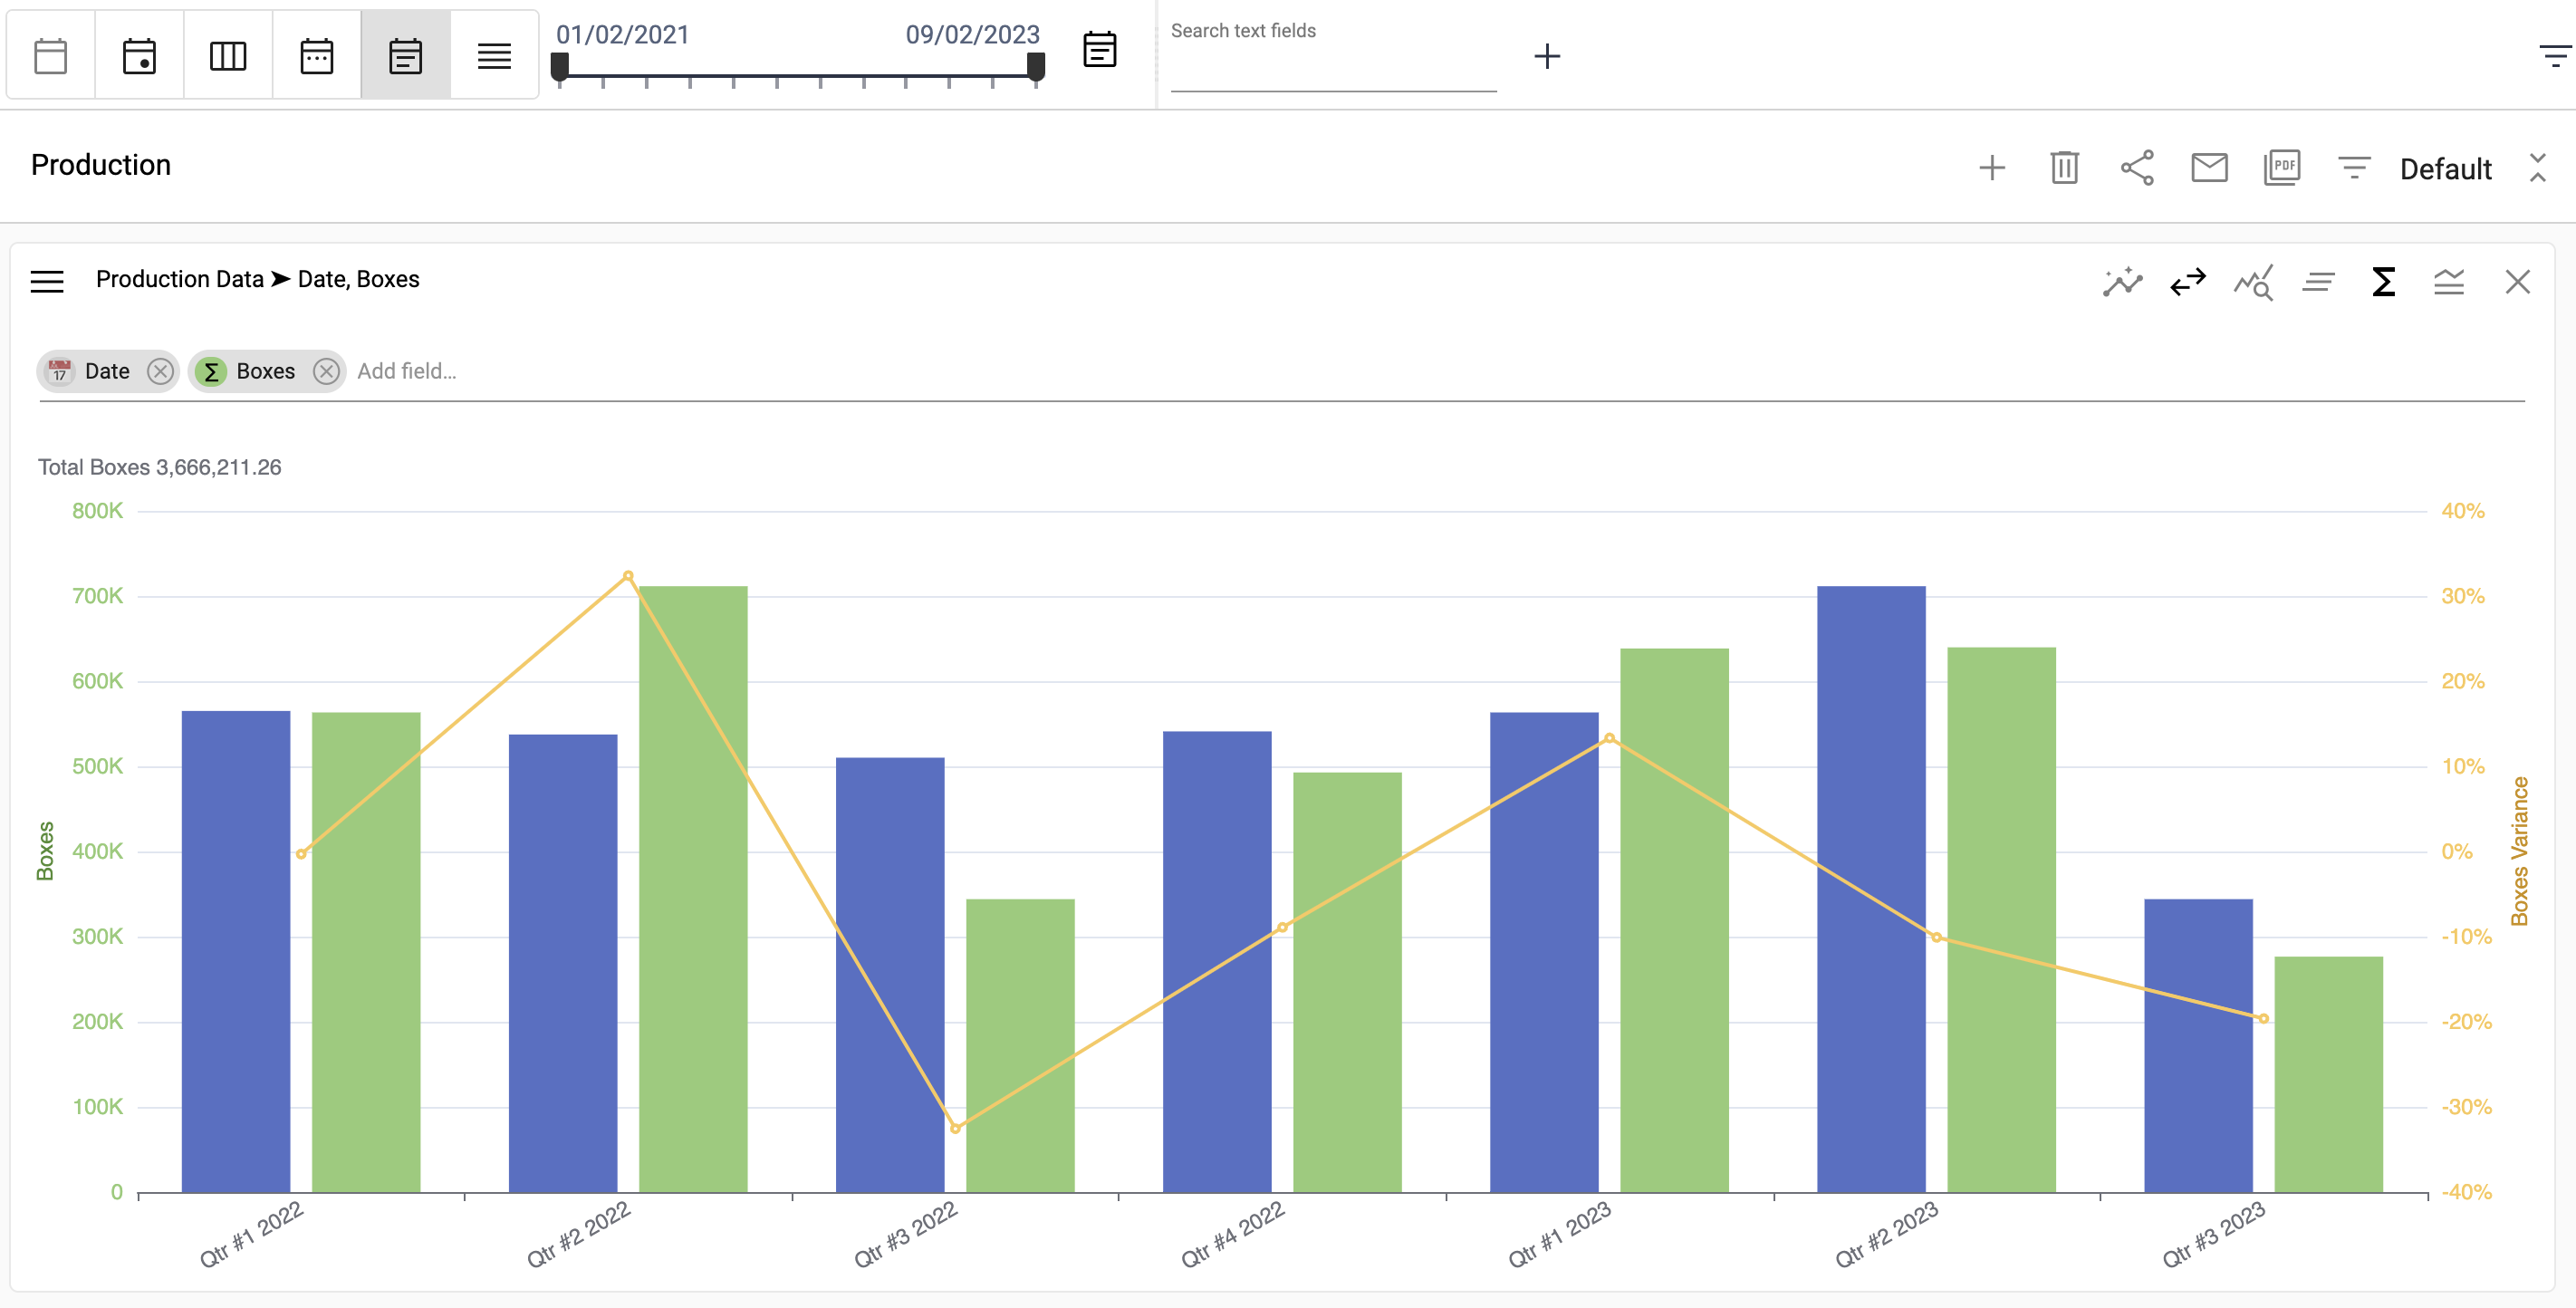 01/02/2021 09/02/2023
Search text fields
Production
PDF
Default
Production Data ➤ Date, Boxes
17 Date Σ Boxes Add field...
Total Boxes 3,666,211.26
800K 40%
700K 30%
600K 20%
500K 10%
400K 0%
300K -10%
200K -20%
100K -30%
0 -40%
Boxes
Boxes Variance
Qtr #1 2022
Qtr #2 2022
Qtr #3 2022
Qtr #4 2022
Qtr #1 2023
Qtr #2 2023
Qtr #3 2023